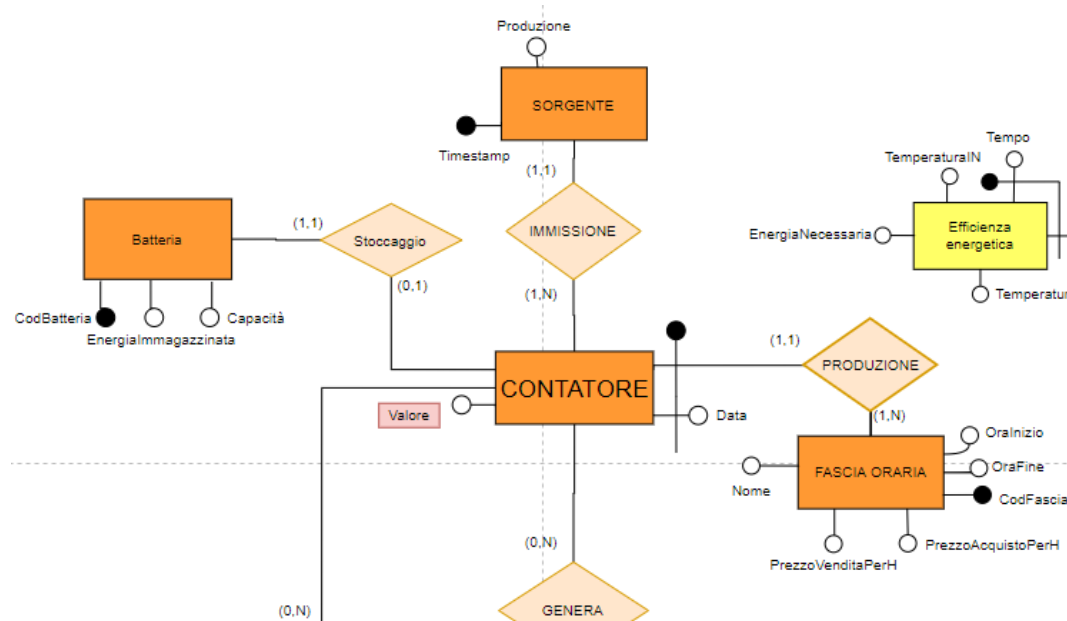 Produzione
SORGENTE
Timestamp
(1,1)
TemperaturaIN
Tempo
Batteria
(1,1)
Stoccaggio
IMMISSIONE
EnergiaNecessaria
Efficienza
energetica
(0,1)
(1,N)
Temperatur
CodBatteria
Capacità
EnergiaImmagazzinata
(1,1)
PRODUZIONE
CONTATORE
Valore
Data
(1,N)
OraInizio
OraFine
FASCIA ORARIA
Nome
CodFascia
PrezzoAcquistoPerH
PrezzoVenditaPerH
(0,N)
(0,N)
GENERA